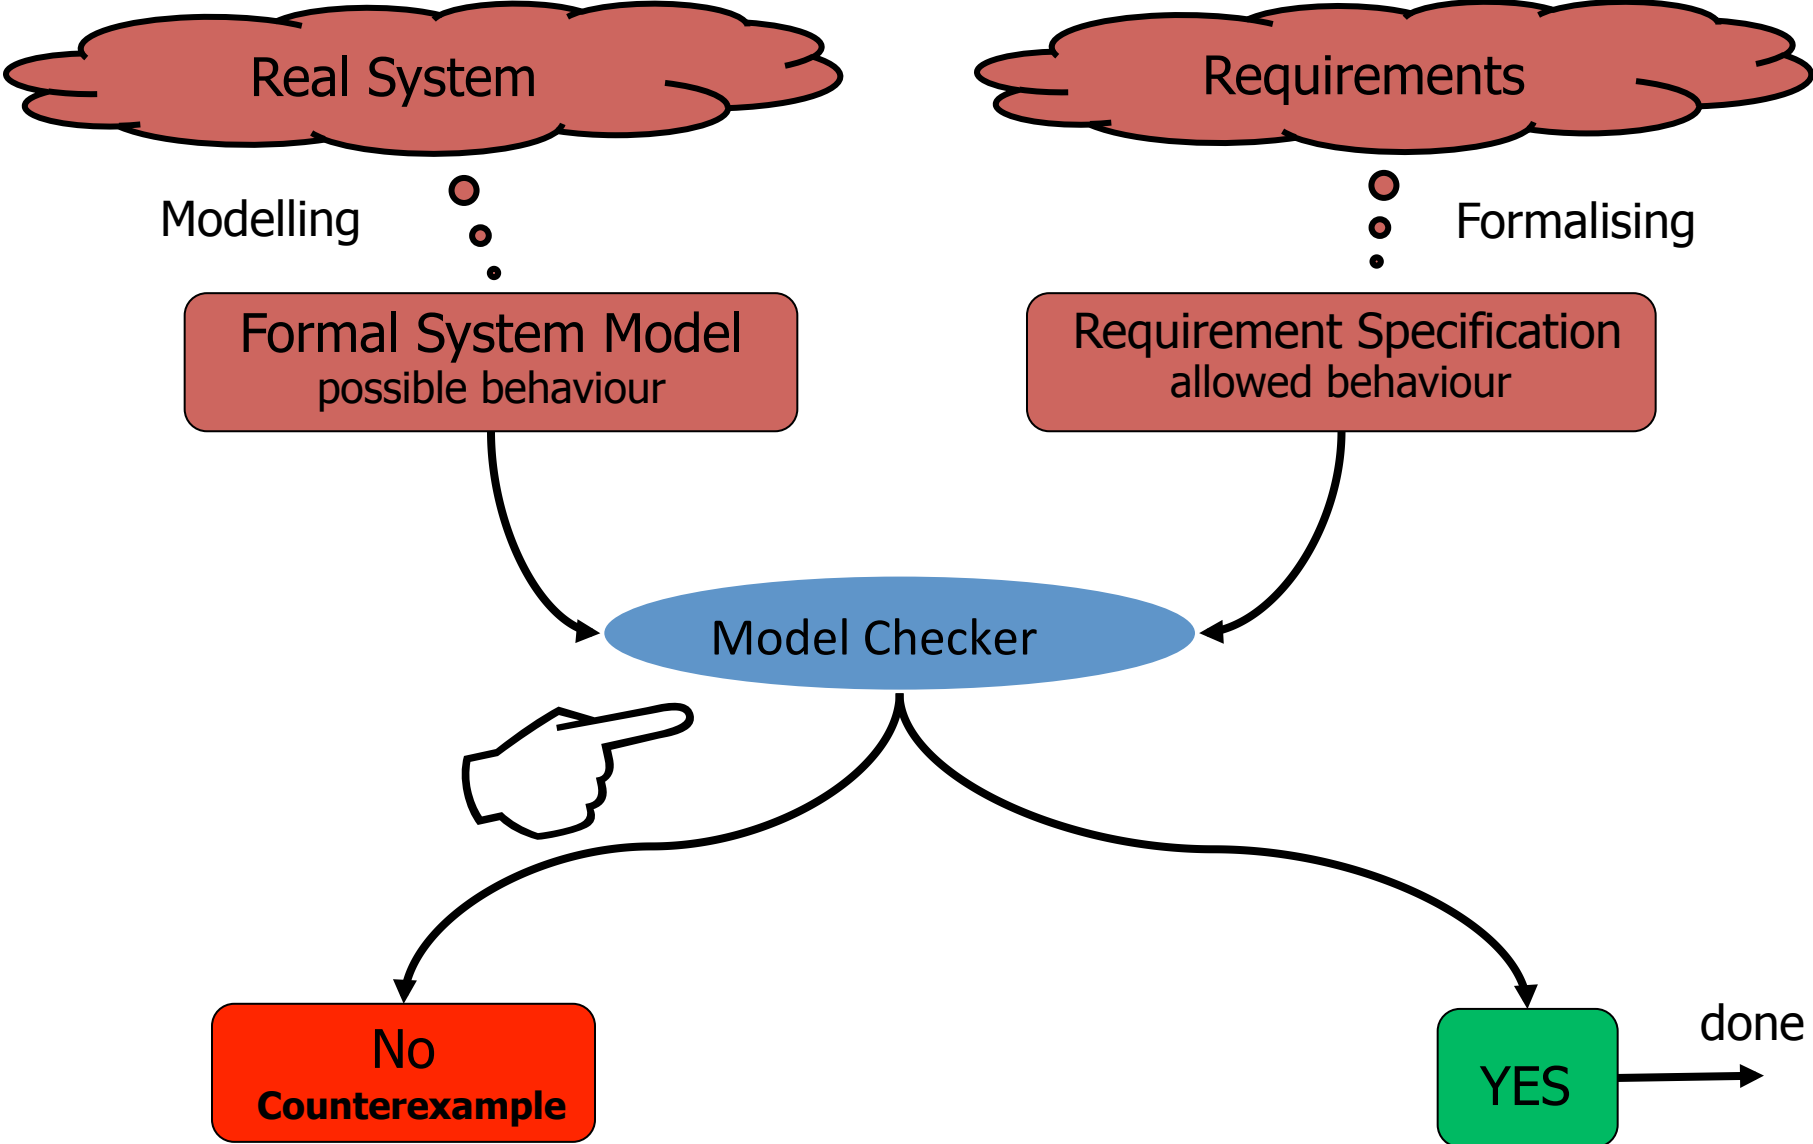 Real System
Requirements
Modelling
Formalising
Formal System Model
possible behaviour
Requirement Specification
allowed behaviour
Model Checker
No
Counterexample
YES
done